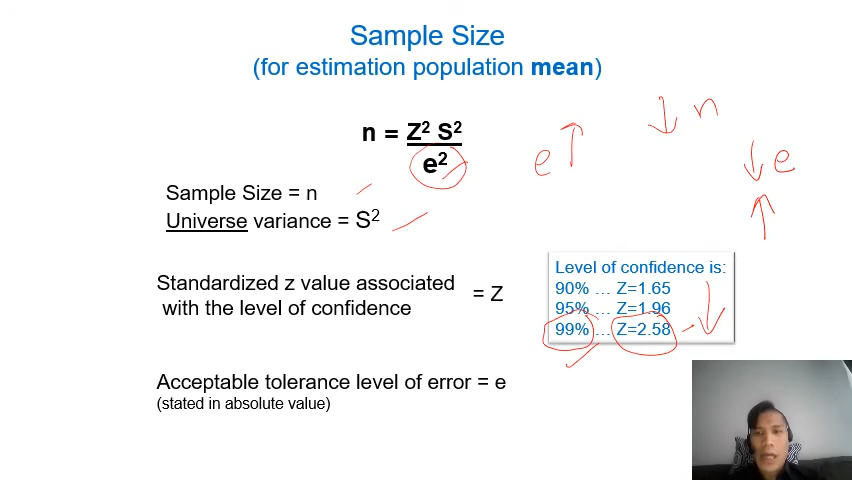 Sample Size
(for estimation population mean)
n = Z² S²
e²
e ↑
↓ n
↓ e
↑
Sample Size = n
Universe variance = S²
Standardized z value associated
with the level of confidence
= Z
Level of confidence is:
90% … Z=1.65
95% … Z=1.96
99% … Z=2.58
Acceptable tolerance level of error = e
(stated in absolute value)